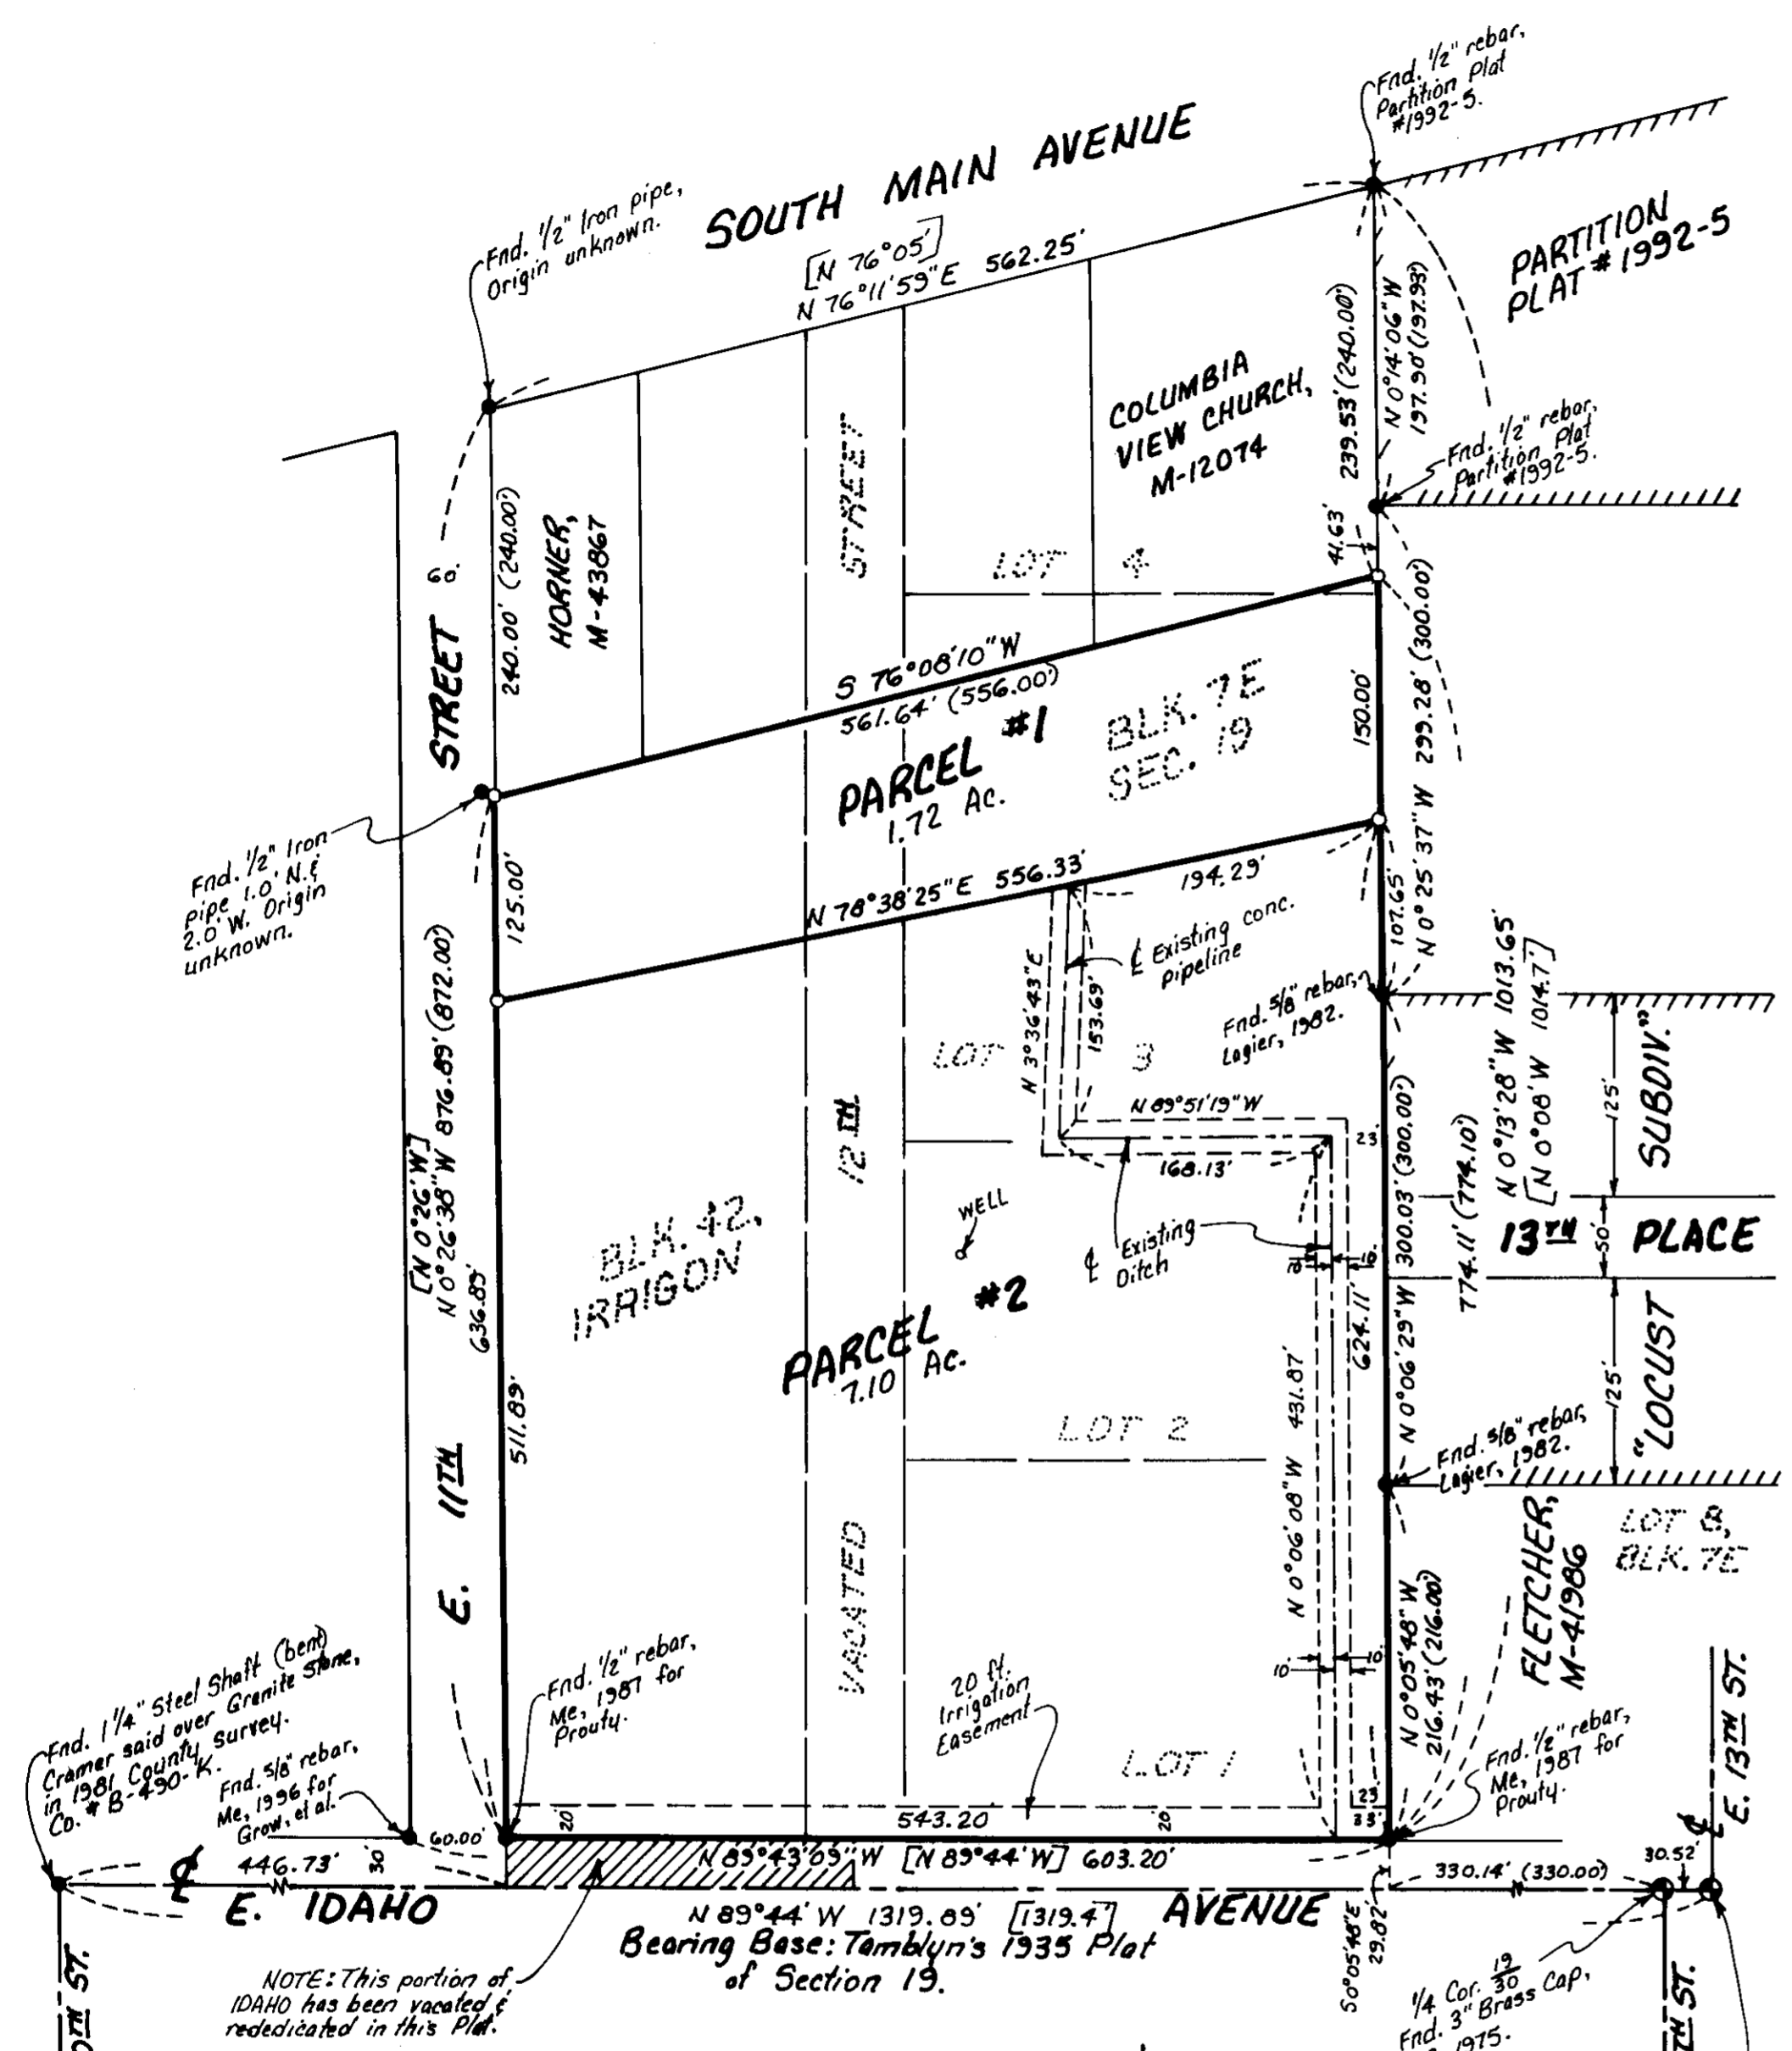 Fnd. 1/2" rebar,
Partition Plat
#1992-5.
SOUTH MAIN AVENUE
Fnd. 1/2" Iron pipe,
Origin unknown.
[N 76°05']
N 76°11'59"E 562.25'
PARTITION
PLAT # 1992-5
239.53' (240.00')
N 0°14'06"W
197.90' (197.93')
COLUMBIA
VIEW CHURCH,
M-12074
Fnd. 1/2" rebar,
Partition Plat
#1992-5.
STREET
HORNER,
M-43867
240.00' (240.00')
60'
STREET
41.63'
LOT 4
S 76°08'10"W
561.64' (556.00')
PARCEL #1
1.72 Ac.
BLK. 7E
SEC. 19
150.00'
N 0°25'37"W 299.28' (300.00')
Fnd. 1/2" Iron
pipe 1.0' N. &
2.0' W. Origin
unknown.
125.00'
N 78°38'25"E 556.33'
194.29'
107.65'
℄ Existing conc.
pipeline
N 3°36'43"E
153.69'
Fnd. 5/8" rebar,
Lagier, 1982.
LOT 3
[N 0°26'W]
N 0°26'38"W 876.89' (872.00')
636.89'
N 0°13'28"W 1013.65'
[N 0°08'W 1014.7']
125'
SUBDIV."
12TH
N 89°51'19"W
168.13'
23'
774.11' (774.10')
N 0°06'29"W 300.03' (300.00')
WELL
℄ Existing
Ditch
10
10'
13TH PLACE
50'
BLK. 42,
IRRIGON
PARCEL #2
7.10 Ac.
511.89'
624.11'
431.87'
N 0°06'08"W
125'
"LOCUST
LOT 2
Fnd. 5/8" rebar,
Lagier, 1982.
E. 11TH
LOT 8,
BLK. 7E
FLETCHER,
M-41986
N 0°05'48"W
216.43' (216.00')
VACATED
Fnd. 1 1/4" Steel Shaft (bent)
Cramer said over Granite Stone,
in 1981 County Survey.
Co. # B-490-K.
Fnd. 5/8" rebar,
Me, 1996 for
Grow, et al.
Fnd. 1/2" rebar,
Me, 1987 for
Prouty.
20 ft.
Irrigation
Easement
10
10
LOT 1
Fnd. 1/2" rebar,
Me, 1987 for
Prouty.
E. 13TH ST.
℄
20'
543.20'
20'
23'
33'
60.00'
30'
446.73'
℄
N 89°43'09"W [N 89°44'W] 603.20'
330.14' (330.00')
30.52'
E. IDAHO AVENUE
N 89°44'W 1319.89' [1319.4']
Bearing Base: Tamblyn's 1935 Plat
of Section 19.
S 0°05'48"E
29.82'
NOTE: This portion of
IDAHO has been vacated &
rededicated in this Plat.
1/4 Cor. 19/30
Fnd. 3" Brass Cap,
1975.
TH ST.
TH ST.